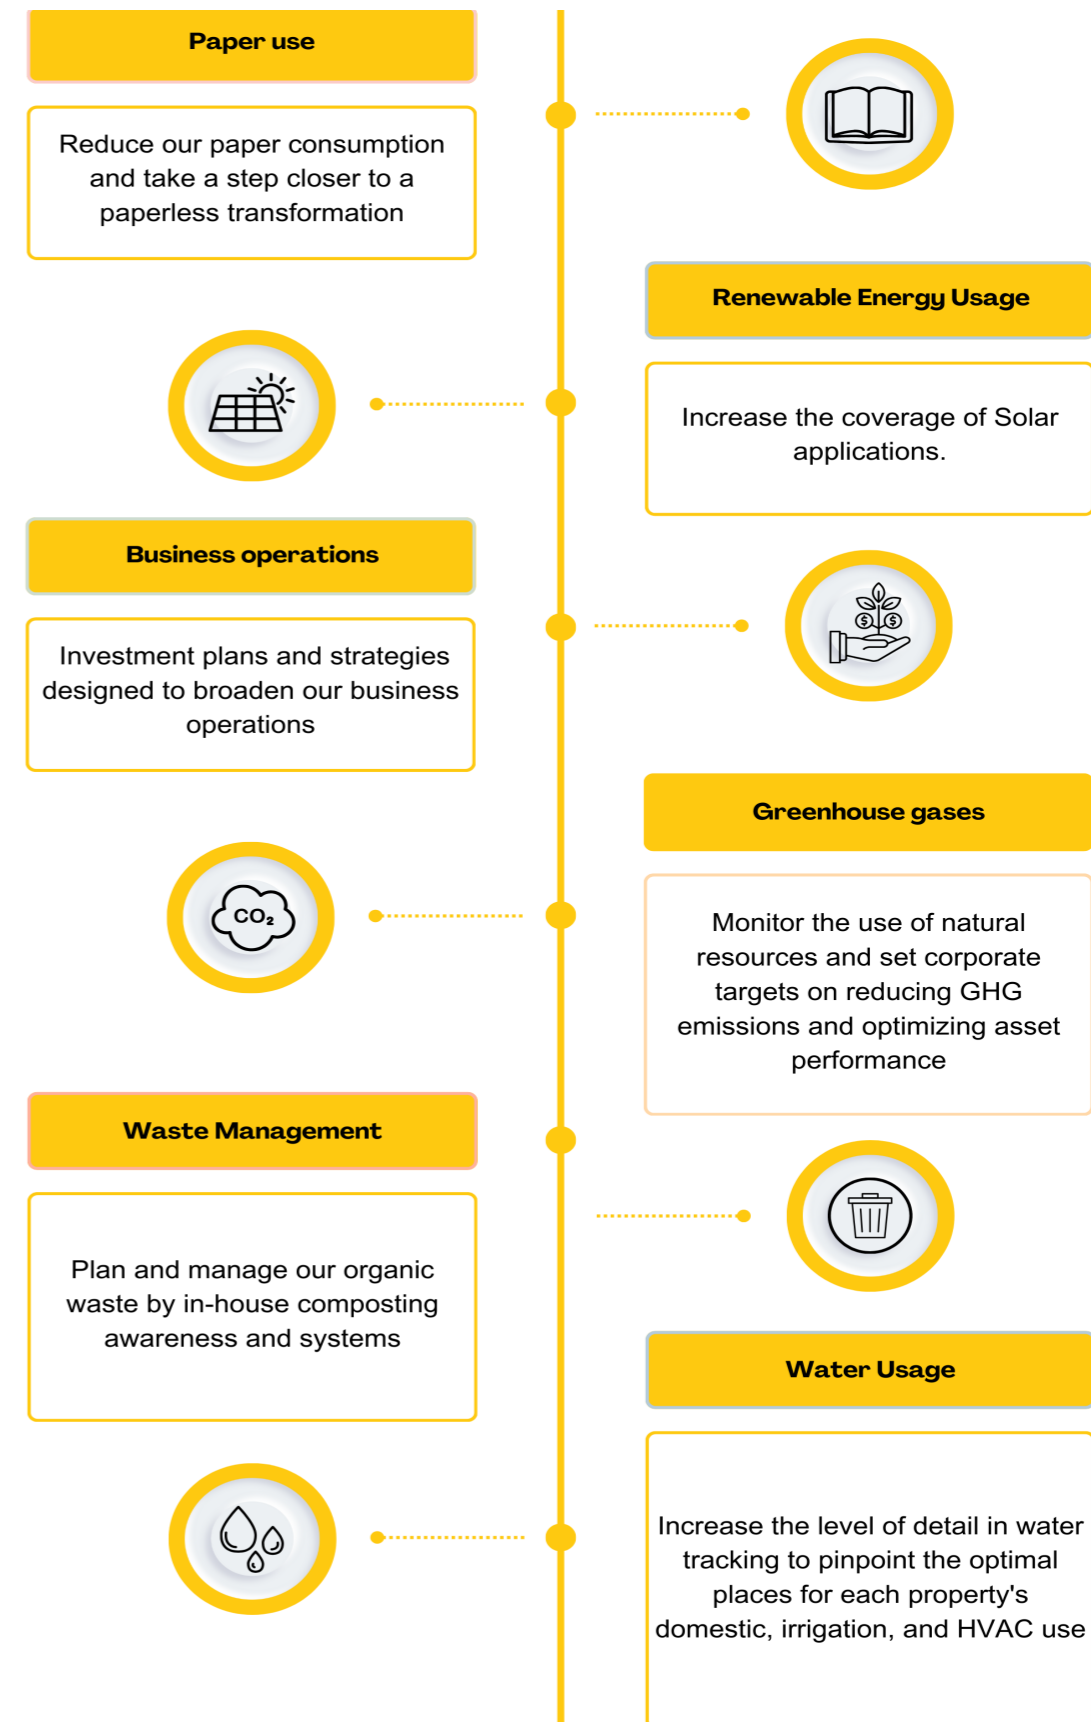 Paper use
Reduce our paper consumption
and take a step closer to a
paperless transformation
Renewable Energy Usage
Increase the coverage of Solar
applications.
Business operations
Investment plans and strategies
designed to broaden our business
operations
$ $
Greenhouse gases
CO₂
Monitor the use of natural
resources and set corporate
targets on reducing GHG
emissions and optimizing asset
performance
Waste Management
Plan and manage our organic
waste by in-house composting
awareness and systems
Water Usage
Increase the level of detail in water
tracking to pinpoint the optimal
places for each property's
domestic, irrigation, and HVAC use